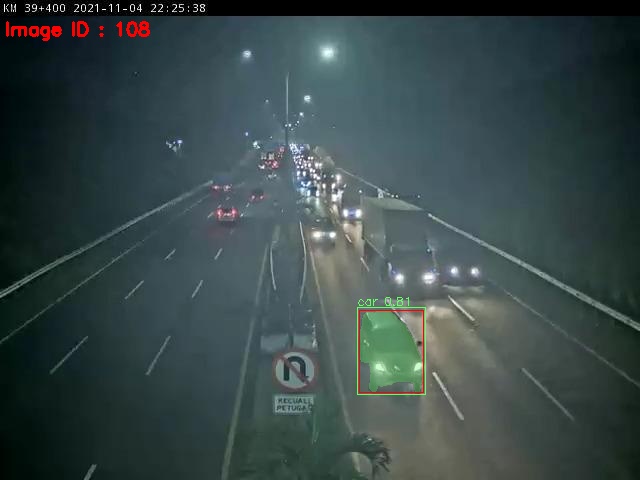 KM 39+400 2021-11-04 22:25:38
Image ID : 108
car 0.81
KECUALI
PETUGAS